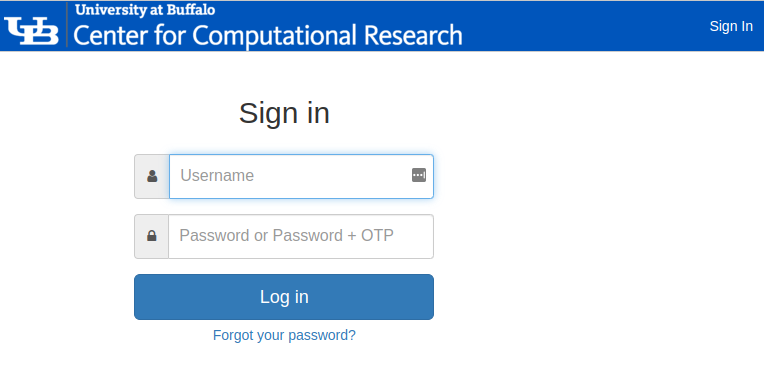 UB
University at Buffalo
Center for Computational Research
Sign In
Sign in
Username
Password or Password + OTP
Log in
Forgot your password?